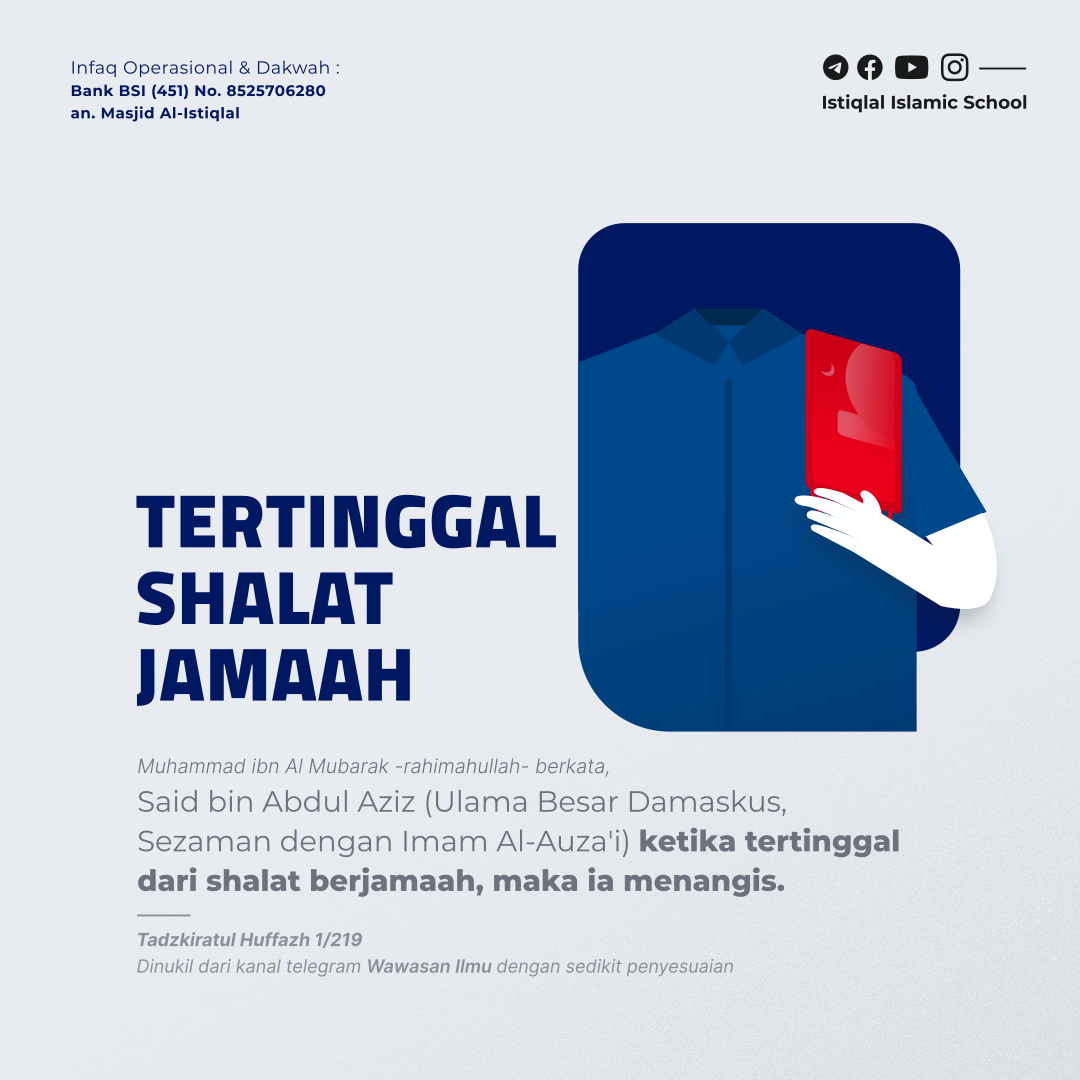 Infaq Operasional & Dakwah :
Bank BSI (451) No. 8525706280
an. Masjid Al-Istiqlal
Istiqlal Islamic School
TERTINGGAL
SHALAT
JAMAAH
Muhammad ibn Al Mubarak -rahimahullah- berkata,
Said bin Abdul Aziz (Ulama Besar Damaskus,
Sezaman dengan Imam Al-Auza'i) ketika tertinggal
dari shalat berjamaah, maka ia menangis.
Tadzkiratul Huffazh 1/219
Dinukil dari kanal telegram Wawasan Ilmu dengan sedikit penyesuaian